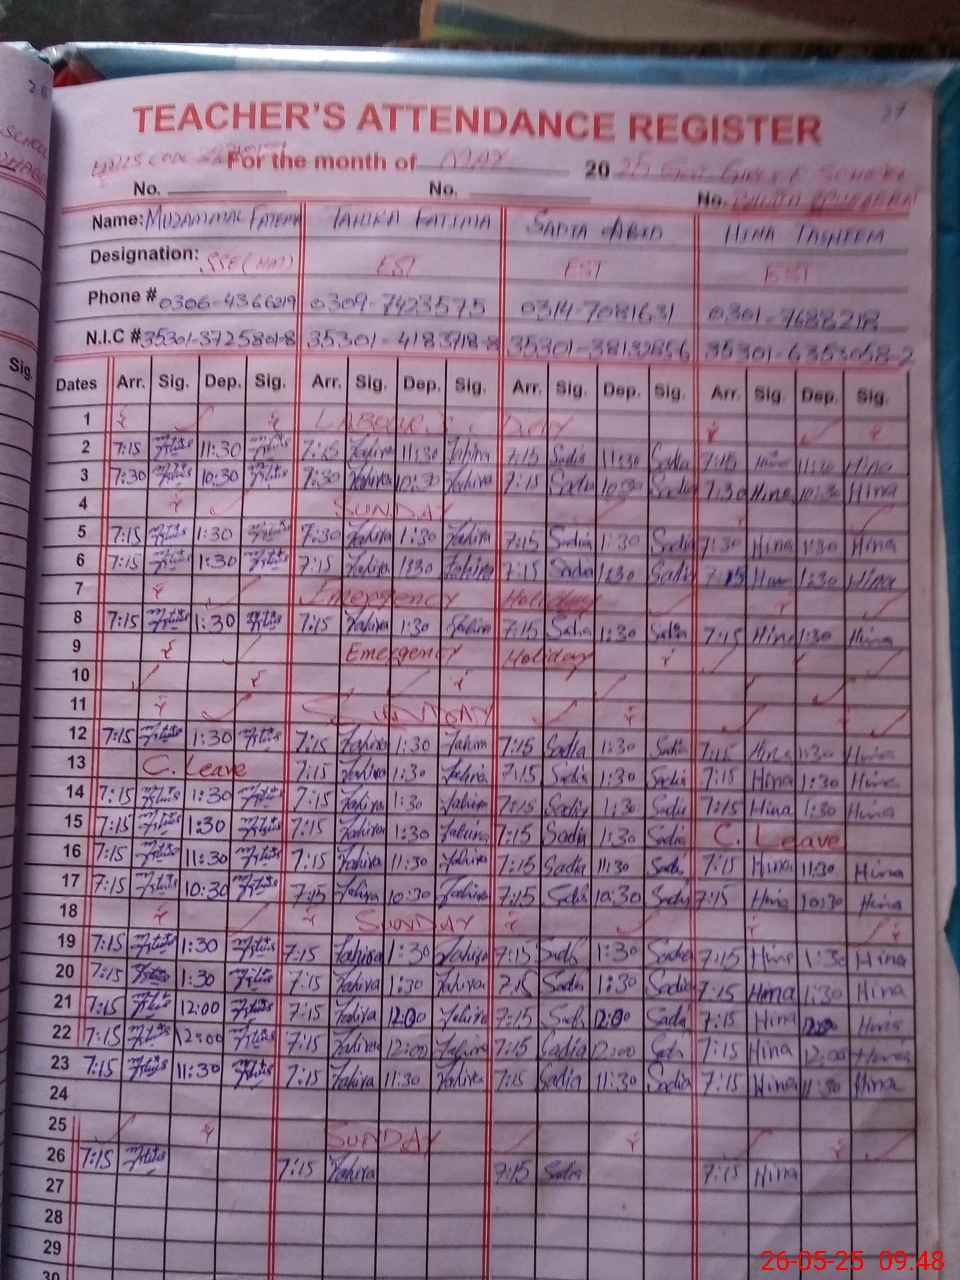 27
TEACHER'S ATTENDANCE REGISTER
For the month of MAY 2025 Govt Girls E School
No. No. No.
Name: Muzammal Fatema TAHIRA FATIMA SADIA ABAD HINA TASHEEM
Designation: SSE (MAT) EST EST EST
Phone # 0306-4366219 0309-7423575 0314-7081631 0301-7688218
N.I.C # 35301-3725801-8 35301-4183718-8 35301-38132856 35301-6353058-2
Dates Arr. Sig. Dep. Sig. Arr. Sig. Dep. Sig. Arr. Sig. Dep. Sig. Arr. Sig. Dep. Sig.
1 LABOUR'S DAY
2 7:15 11:30 7:15 Tahira 11:30 Tahira 7:15 Sadia 11:30 Sadia 7:15 Hina 11:30 Hina
3 7:30 10:30 7:30 Tahira 10:30 Tahira 7:15 Sadia 10:30 Sadia 7:30 Hina 10:30 Hina
4 SUNDAY
5 7:15 1:30 7:30 Tahira 1:30 Tahira 7:15 Sadia 1:30 Sadia 7:30 Hina 1:30 Hina
6 7:15 1:30 7:15 Tahira 1:30 Tahira 7:15 Sadia 1:30 Sadia 7:15 Hina 1:30 Hina
7 Emergency Holiday
8 7:15 1:30 7:15 Tahira 1:30 Tahira 7:15 Sadia 1:30 Sadia 7:15 Hina 1:30 Hina
9 Emergency Holiday
10
11 SUNDAY
12 7:15 1:30 7:15 Tahira 1:30 Tahira 7:15 Sadia 1:30 Sadia 7:15 Hina 1:30 Hina
13 C. Leave 7:15 Tahira 1:30 Tahira 7:15 Sadia 1:30 Sadia 7:15 Hina 1:30 Hina
14 7:15 1:30 7:15 Tahira 1:30 Tahira 7:15 Sadia 1:30 Sadia 7:15 Hina 1:30 Hina
15 7:15 1:30 7:15 Tahira 1:30 Tahira 7:15 Sadia 1:30 Sadia C. Leave
16 7:15 11:30 7:15 Tahira 11:30 Tahira 7:15 Sadia 11:30 Sadia 7:15 Hina 11:30 Hina
17 7:15 10:30 7:15 Tahira 10:30 Tahira 7:15 Sadia 10:30 Sadia 7:15 Hina 10:30 Hina
18 SUNDAY
19 7:15 1:30 7:15 Tahira 1:30 Tahira 7:15 Sadia 1:30 Sadia 7:15 Hina 1:30 Hina
20 7:15 1:30 7:15 Tahira 1:30 Tahira 7:15 Sadia 1:30 Sadia 7:15 Hina 1:30 Hina
21 7:15 12:00 7:15 Tahira 12:00 Tahira 7:15 Sadia 12:00 Sadia 7:15 Hina 12:00 Hina
22 7:15 12:00 7:15 Tahira 12:00 Tahira 7:15 Sadia 12:00 Sadia 7:15 Hina 12:00 Hina
23 7:15 11:30 7:15 Tahira 11:30 Tahira 7:15 Sadia 11:30 Sadia 7:15 Hina 11:30 Hina
24
25 SUNDAY
26 7:15 7:15 Tahira 7:15 Sadia 7:15 Hina
27
28
29
30
Sig.
26-05-25 09:48